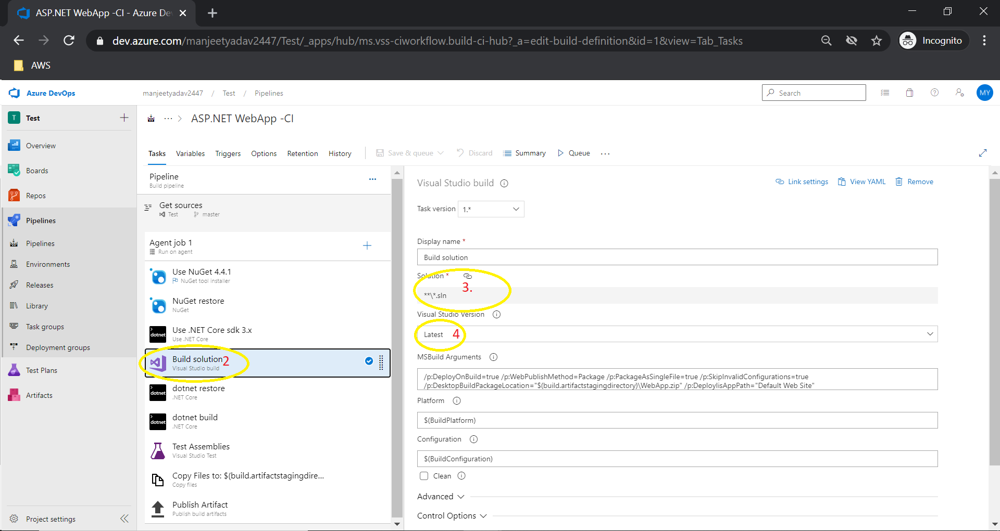 ASP.NET WebApp -CI - Azure De
dev.azure.com/manjeetyadav2447/Test/_apps/hub/ms.vss-ciworkflow.build-ci-hub?_a=edit-build-definition&id=1&view=Tab_Tasks
Incognito
AWS
Azure DevOps
manjeetyadav2447 / Test / Pipelines
Search
MY
T Test
Overview
Boards
Repos
Pipelines
Pipelines
Environments
Releases
Library
Task groups
Deployment groups
Test Plans
Artifacts
Project settings
ASP.NET WebApp -CI
Tasks Variables Triggers Options Retention History
Save & queue Discard Summary Queue
Pipeline
Build pipeline
Get sources
Test master
Agent job 1
Run on agent
Use NuGet 4.4.1
NuGet tool installer
NuGet restore
NuGet
dotnet
Use .NET Core sdk 3.x
Use .NET Core
Build solution 2
Visual Studio build
dotnet
dotnet restore
.NET Core
dotnet
dotnet build
.NET Core
Test Assemblies
Visual Studio Test
Copy Files to: $(build.artifactstagingdire...
Copy files
Publish Artifact
Publish build artifacts
Visual Studio build
Link settings View YAML Remove
Task version 1.*
Display name *
Build solution
Solution *
3.
**\*.sln
Visual Studio Version
Latest 4
MSBuild Arguments
/p:DeployOnBuild=true /p:WebPublishMethod=Package /p:PackageAsSingleFile=true /p:SkipInvalidConfigurations=true
/p:DesktopBuildPackageLocation="$(build.artifactstagingdirectory)\WebApp.zip" /p:DeployIisAppPath="Default Web Site"
Platform
$(BuildPlatform)
Configuration
$(BuildConfiguration)
Clean
Advanced
Control Options